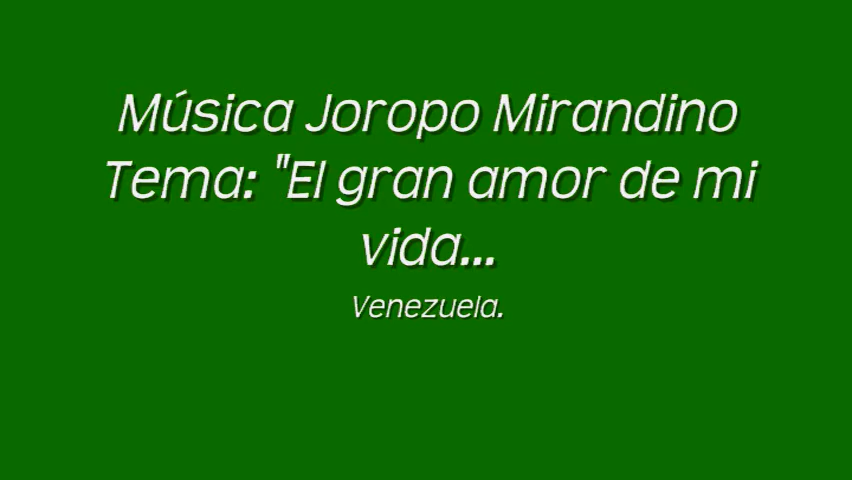 Música Joropo Mirandino
Tema: "El gran amor de mi
vida...
Venezuela.